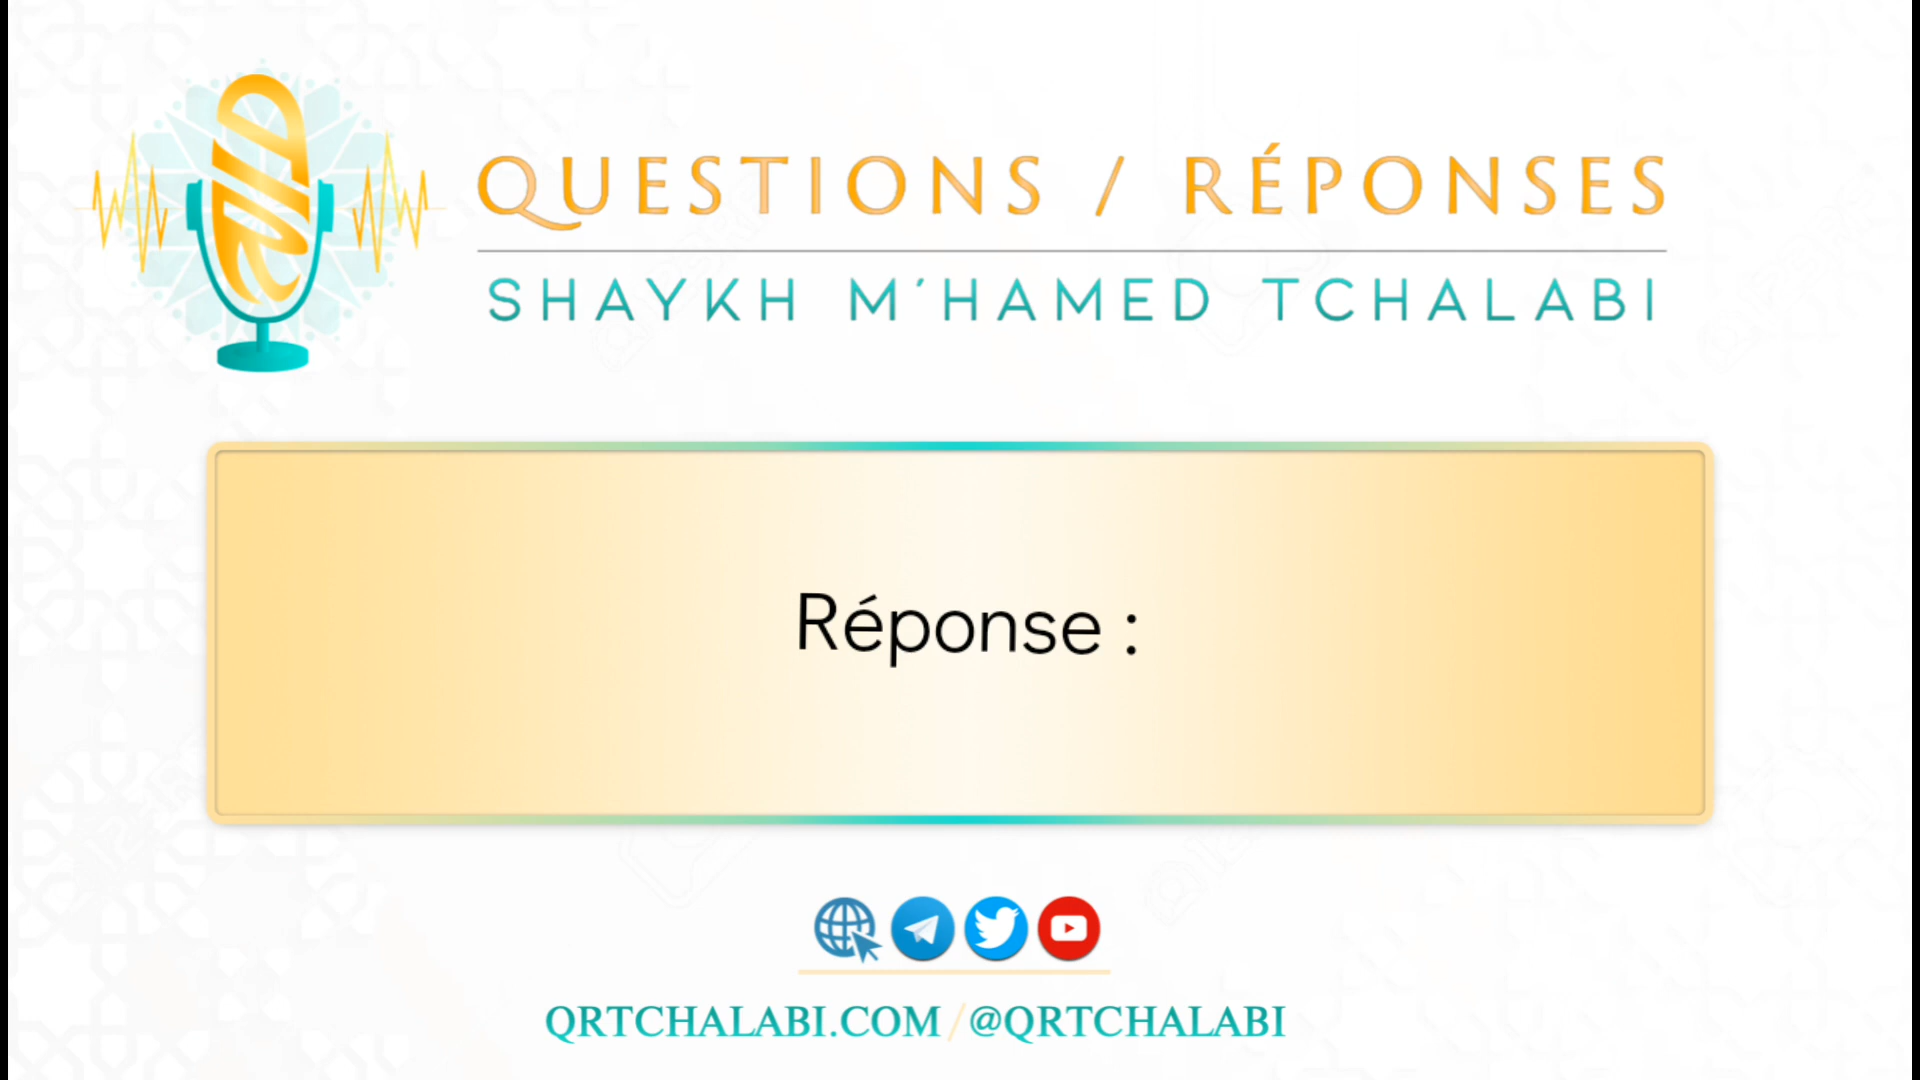 QUESTIONS / RÉPONSES
SHAYKH M'HAMED TCHALABI
Réponse :
QRTCHALABI.COM / @QRTCHALABI